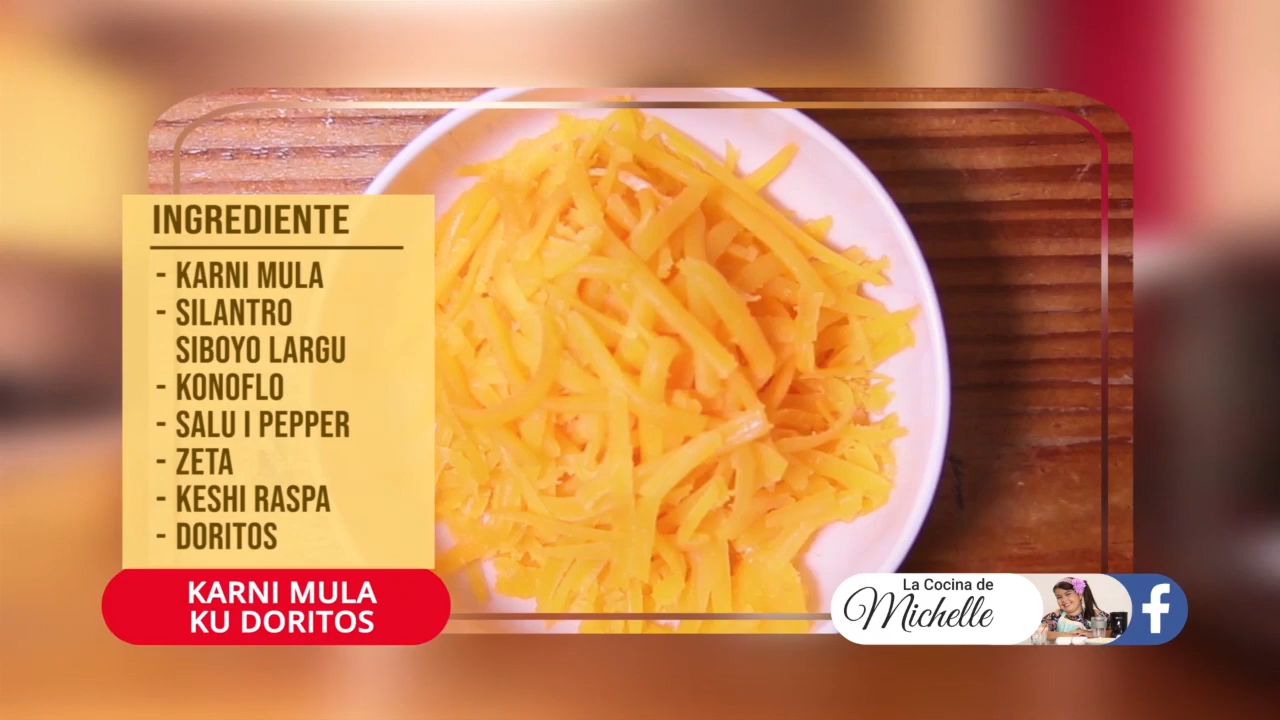 INGREDIENTE
- KARNI MULA
- SILANTRO
SIBOYO LARGU
- KONOFLO
- SALU I PEPPER
- ZETA
- KESHI RASPA
- DORITOS
KARNI MULA
KU DORITOS
La Cocina de
Michelle
f